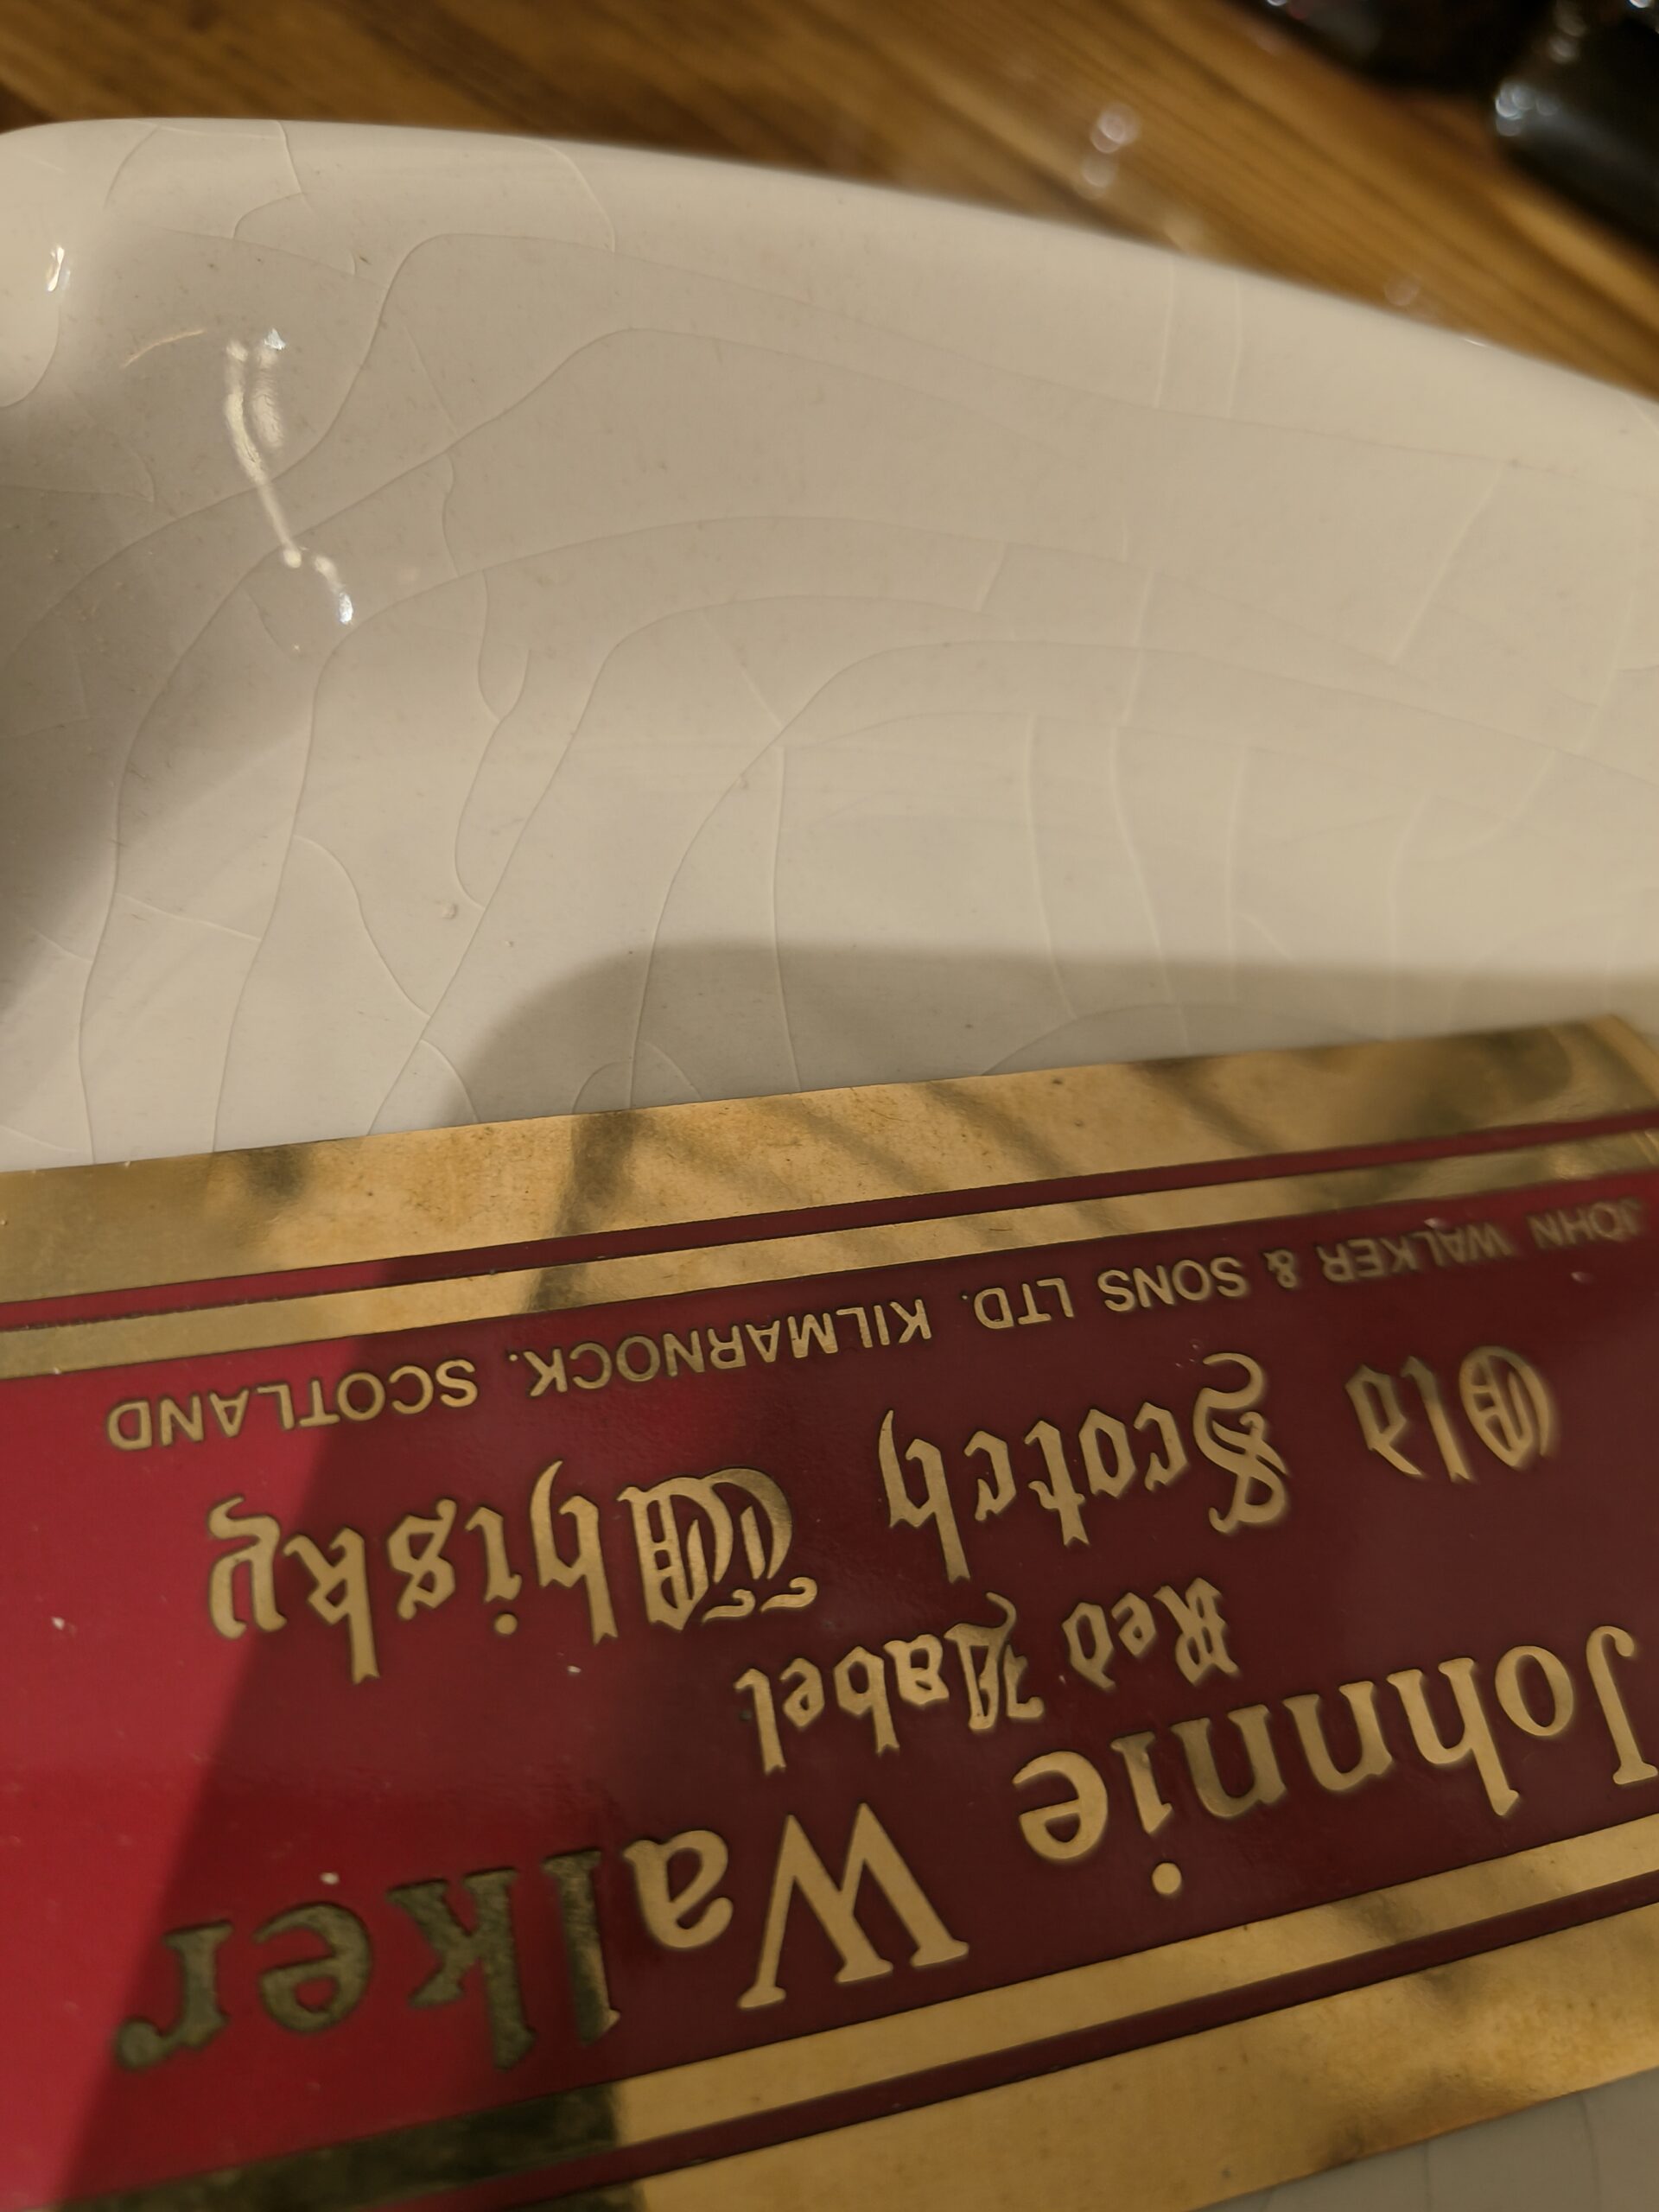 Johnnie Walker
Red Label
Old Scotch Whisky
JOHN WALKER & SONS LTD. KILMARNOCK. SCOTLAND